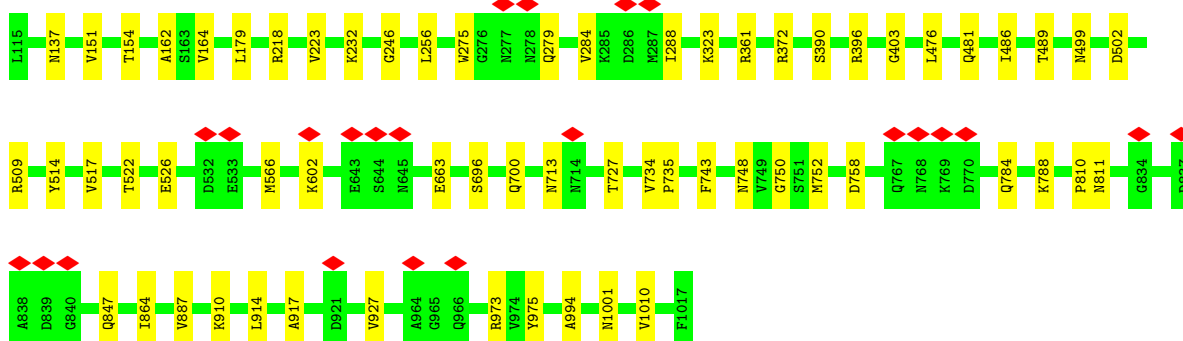 L115 N137 V151 T154 A162 S163 V164 L179 R218 V223 K232 G246 L256 W275 G276 N277 N278 Q279 V284 K285 D286 M287 I288 K323 R361 R372 S390 R396 G403 L476 Q481 I486 T489 N499 D502
R509 Y514 V517 T522 E526 D532 E533 M566 K602 E643 S644 N645 E663 S696 Q700 N713 N714 T727 V734 P735 F743 N748 V749 G750 S751 M752 D758 Q767 N768 K769 D770 Q784 K788 P810 N811 G834
A838 D839 G840 Q847 I864 V887 K910 L914 A917 D921 V927 A964 G965 Q966 R973 V974 Y975 A994 N1001 V1010 F1017